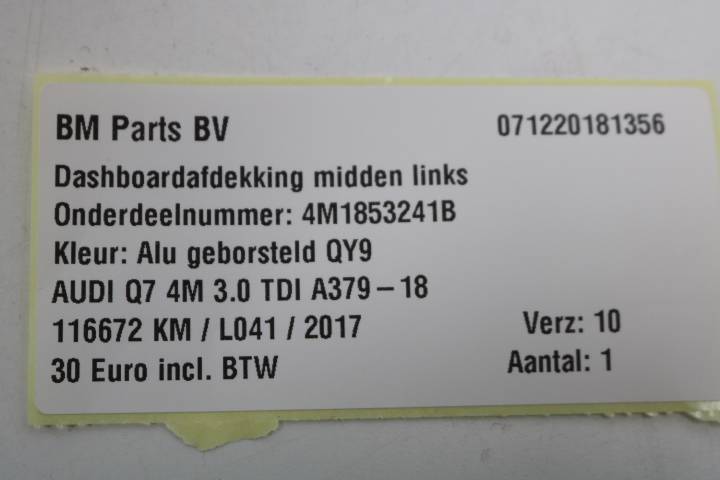 BM Parts BV 071220181356
Dashboardafdekking midden links
Onderdeelnummer: 4M1853241B
Kleur: Alu geborsteld QY9
AUDI Q7 4M 3.0 TDI A379-18
116672 KM / L041 / 2017 Verz: 10
30 Euro incl. BTW Aantal: 1